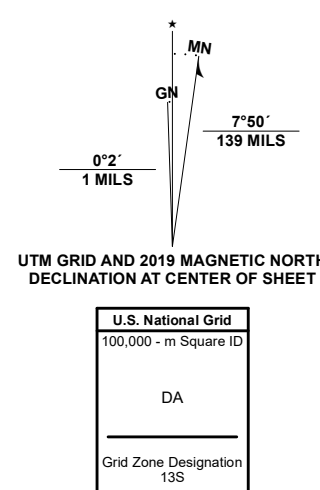 ★
MN
GN
7°50´
139 MILS
0°2´
1 MILS
UTM GRID AND 2019 MAGNETIC NORTH
DECLINATION AT CENTER OF SHEET
U.S. National Grid
100,000 - m Square ID
DA
Grid Zone Designation
13S